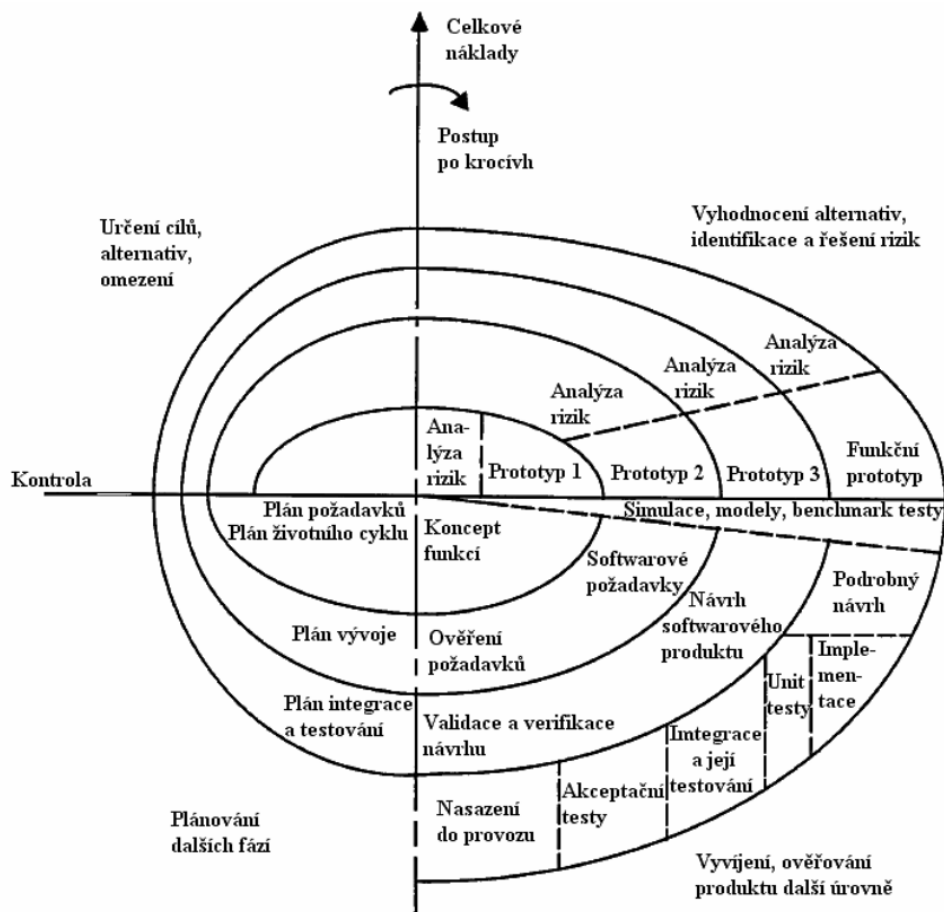 Celkové
náklady
Postup
po krocívh
Určení cílů,
alternativ,
omezení
Vyhodnocení alternativ,
identifikace a řešení rizik
Analýza
rizik
Analýza
rizik
Analýza
rizik
Ana-
lýza
rizik
Prototyp 1
Prototyp 2
Prototyp 3
Funkční
prototyp
Kontrola
Plán požadavků
Plán životního cyklu
Koncept
funkcí
Simulace, modely, benchmark testy
Softwarové
požadavky
Podrobný
návrh
Návrh
softwarového
produktu
Plán vývoje
Ověření
požadavků
Imple-
men-
tace
Unit
testy
Plán integrace
a testování
Validace a verifikace
návrhu
Imtegrace
a její
testování
Akceptační
testy
Nasazení
do provozu
Plánování
dalších fází
Vyvíjení, ověřování
produktu další úrovně